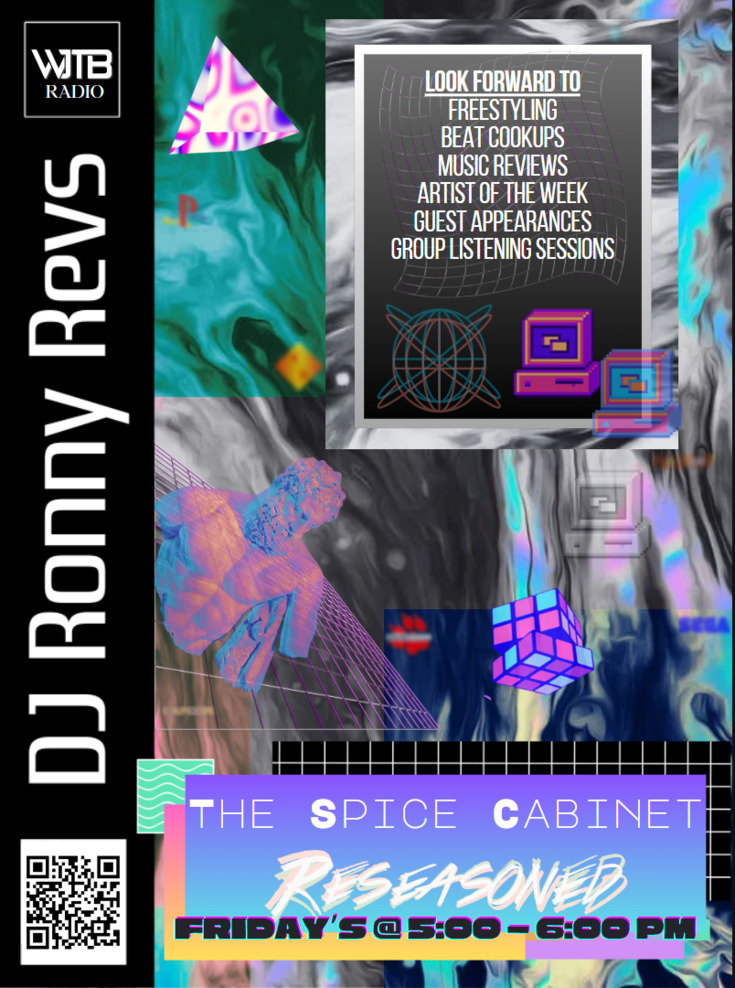 WJTB
RADIO
DJ Ronny Revs
LOOK FORWARD TO
FREESTYLING
BEAT COOKUPS
MUSIC REVIEWS
ARTIST OF THE WEEK
GUEST APPEARANCES
GROUP LISTENING SESSIONS
SEGA
THE SPICE CABINET
RESEASONED
FRIDAY'S @ 5:00 – 6:00 PM